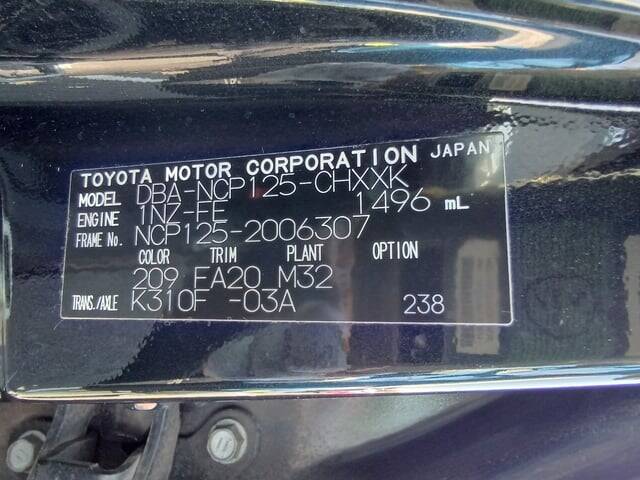 TOYOTA MOTOR CORPORATION JAPAN
MODEL DBA-NCP125-CHXXK
ENGINE 1NZ-FE 1496 mL
FRAME No. NCP125-2006307
COLOR TRIM PLANT OPTION
209 EA20 M32
TRANS./AXLE K310F -03A 238